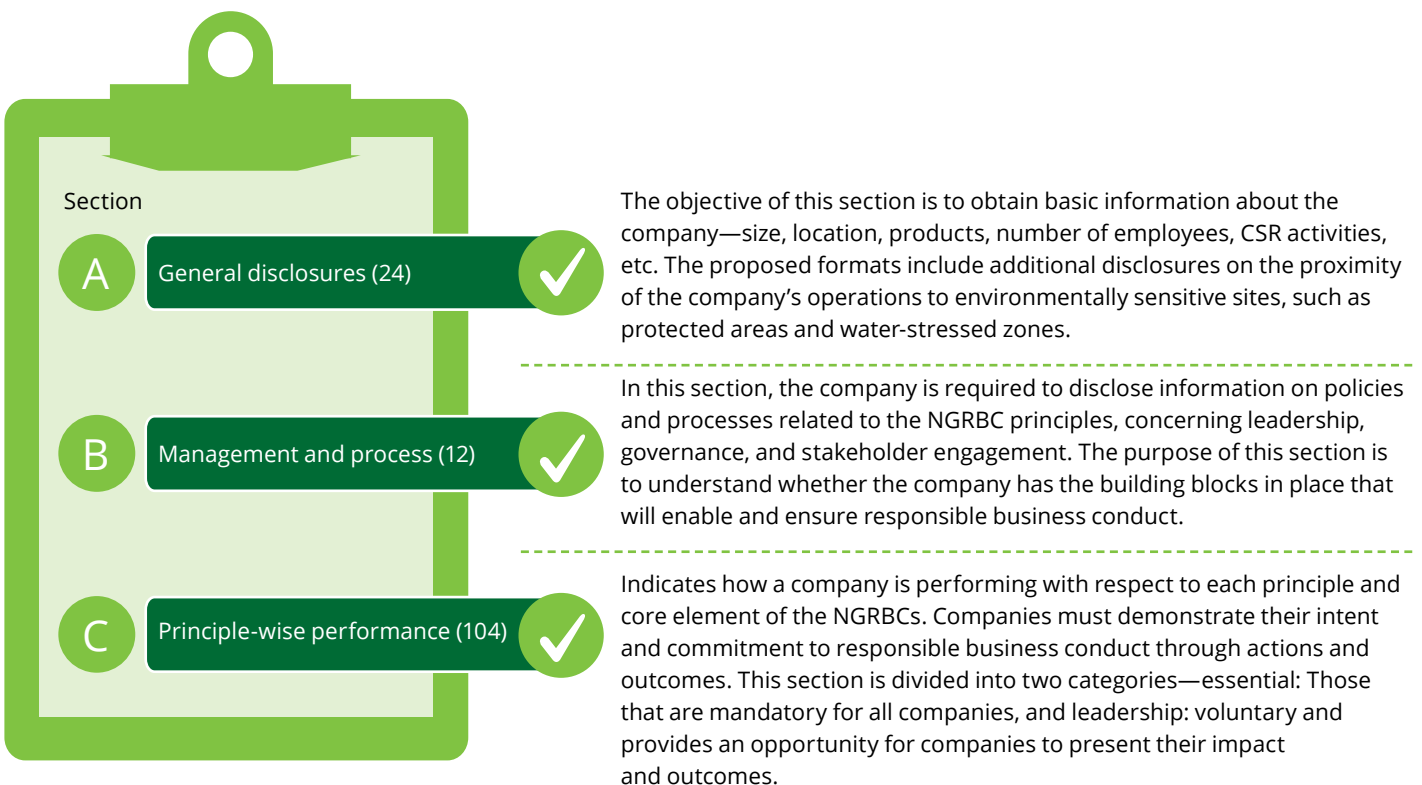 Section
A
General disclosures (24)
The objective of this section is to obtain basic information about the
company—size, location, products, number of employees, CSR activities,
etc. The proposed formats include additional disclosures on the proximity
of the company’s operations to environmentally sensitive sites, such as
protected areas and water-stressed zones.
B
Management and process (12)
In this section, the company is required to disclose information on policies
and processes related to the NGRBC principles, concerning leadership,
governance, and stakeholder engagement. The purpose of this section is
to understand whether the company has the building blocks in place that
will enable and ensure responsible business conduct.
C
Principle-wise performance (104)
Indicates how a company is performing with respect to each principle and
core element of the NGRBCs. Companies must demonstrate their intent
and commitment to responsible business conduct through actions and
outcomes. This section is divided into two categories—essential: Those
that are mandatory for all companies, and leadership: voluntary and
provides an opportunity for companies to present their impact
and outcomes.